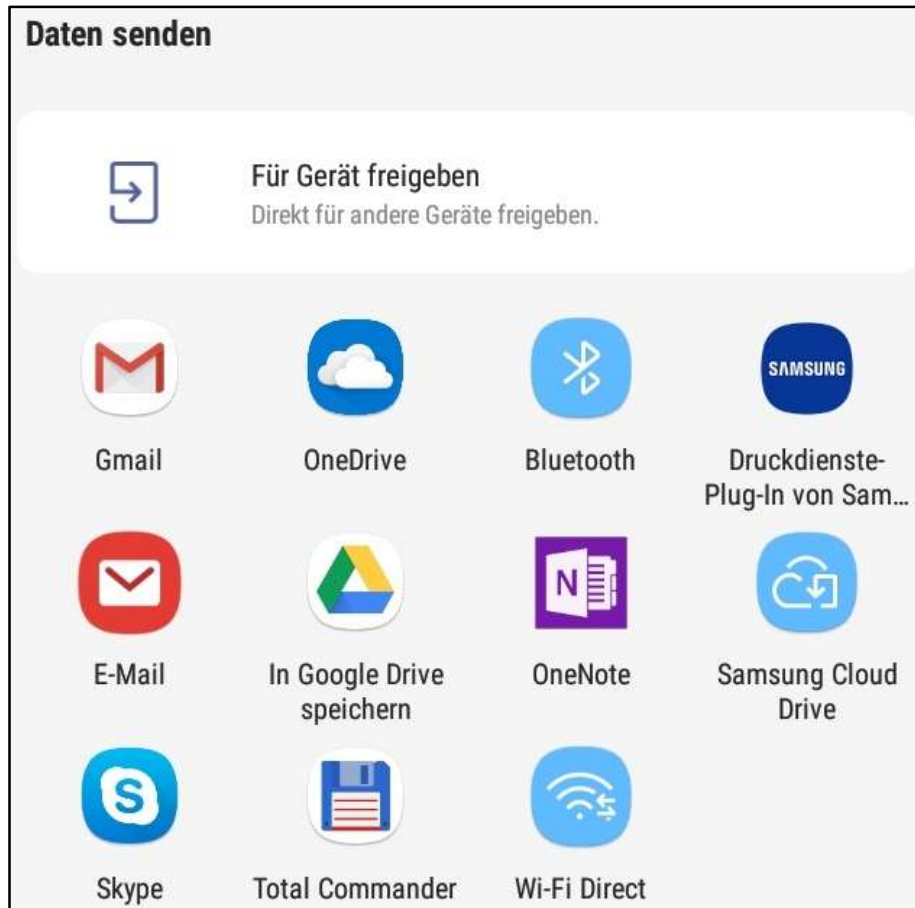 Daten senden
Für Gerät freigeben
Direkt für andere Geräte freigeben.
SAMSUNG
Gmail
OneDrive
Bluetooth
Druckdienste-
Plug-In von Sam...
N
E-Mail
In Google Drive
speichern
OneNote
Samsung Cloud
Drive
S
Skype
Total Commander
Wi-Fi Direct